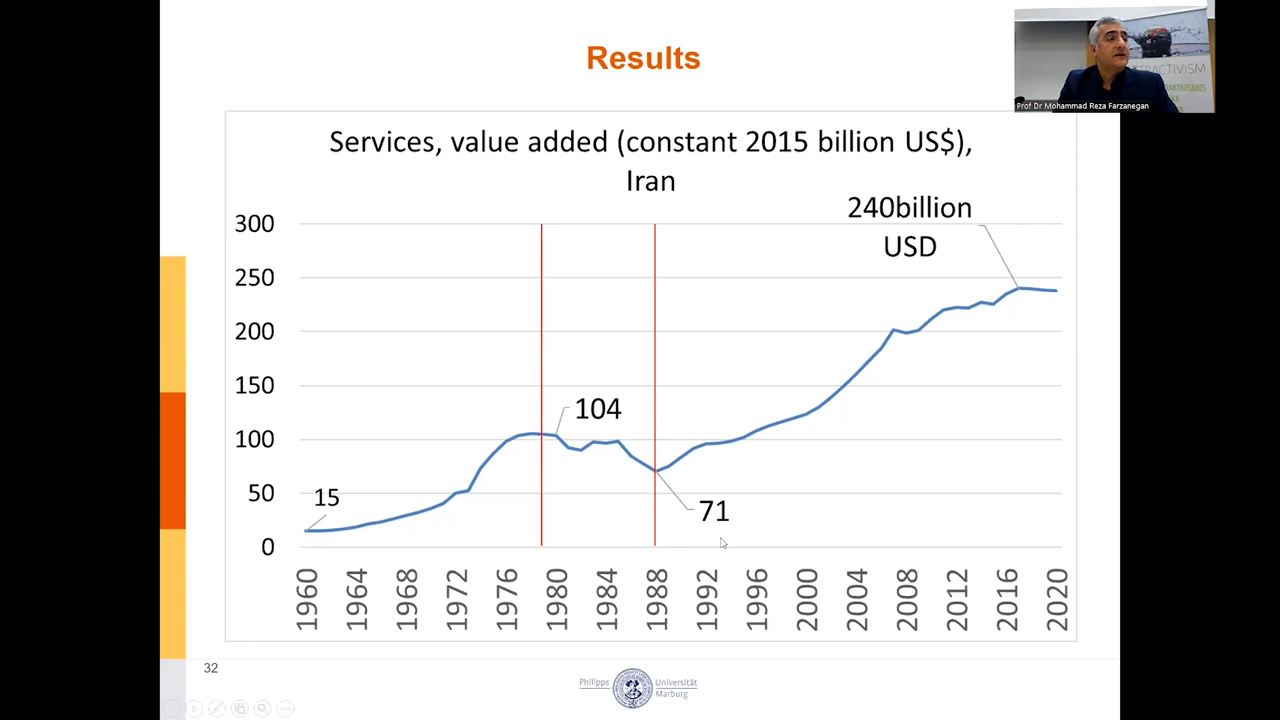 Results
Services, value added (constant 2015 billion US$),
Iran
240billion
USD
300
250
200
150
100
50
0
15
104
71
1960
1964
1968
1972
1976
1980
1984
1988
1992
1996
2000
2004
2008
2012
2016
2020
32
Philipps
Universität
Marburg
TRACTIVISM
Prof Dr Mohammad Reza Farzanegan